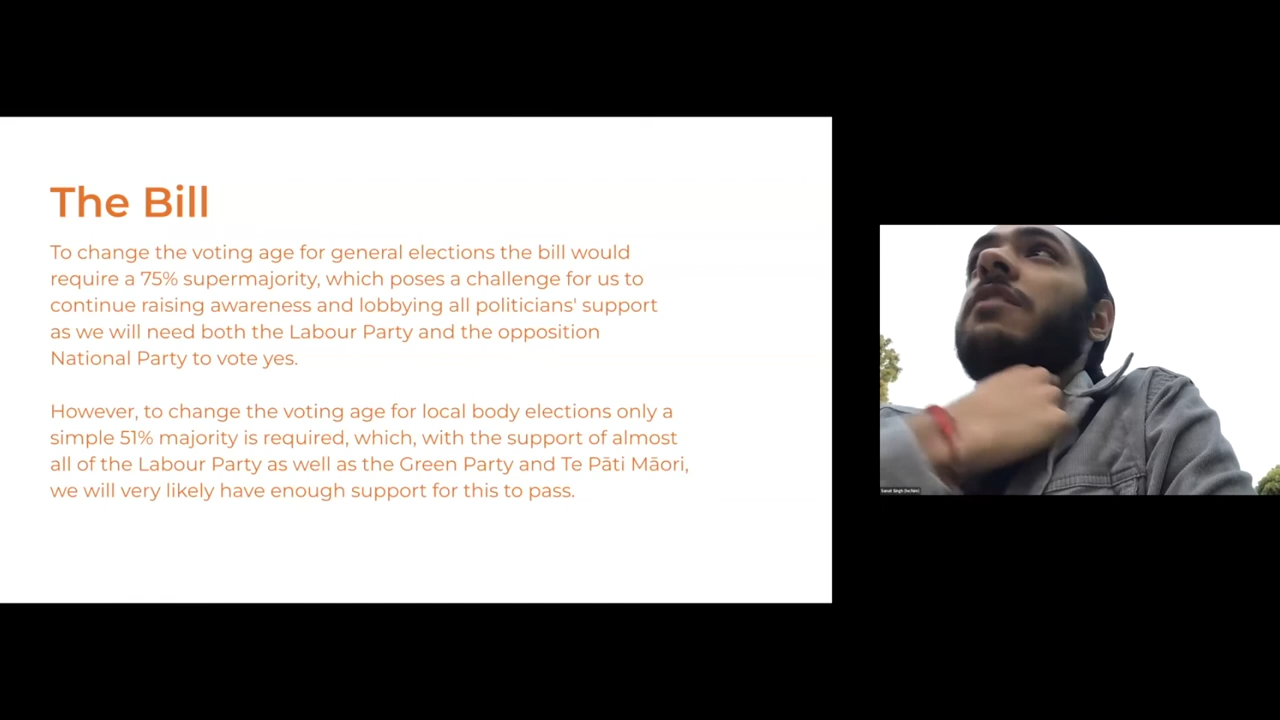 The Bill
To change the voting age for general elections the bill would
require a 75% supermajority, which poses a challenge for us to
continue raising awareness and lobbying all politicians' support
as we will need both the Labour Party and the opposition
National Party to vote yes.
However, to change the voting age for local body elections only a
simple 51% majority is required, which, with the support of almost
all of the Labour Party as well as the Green Party and Te Pāti Māori,
we will very likely have enough support for this to pass.
Singh